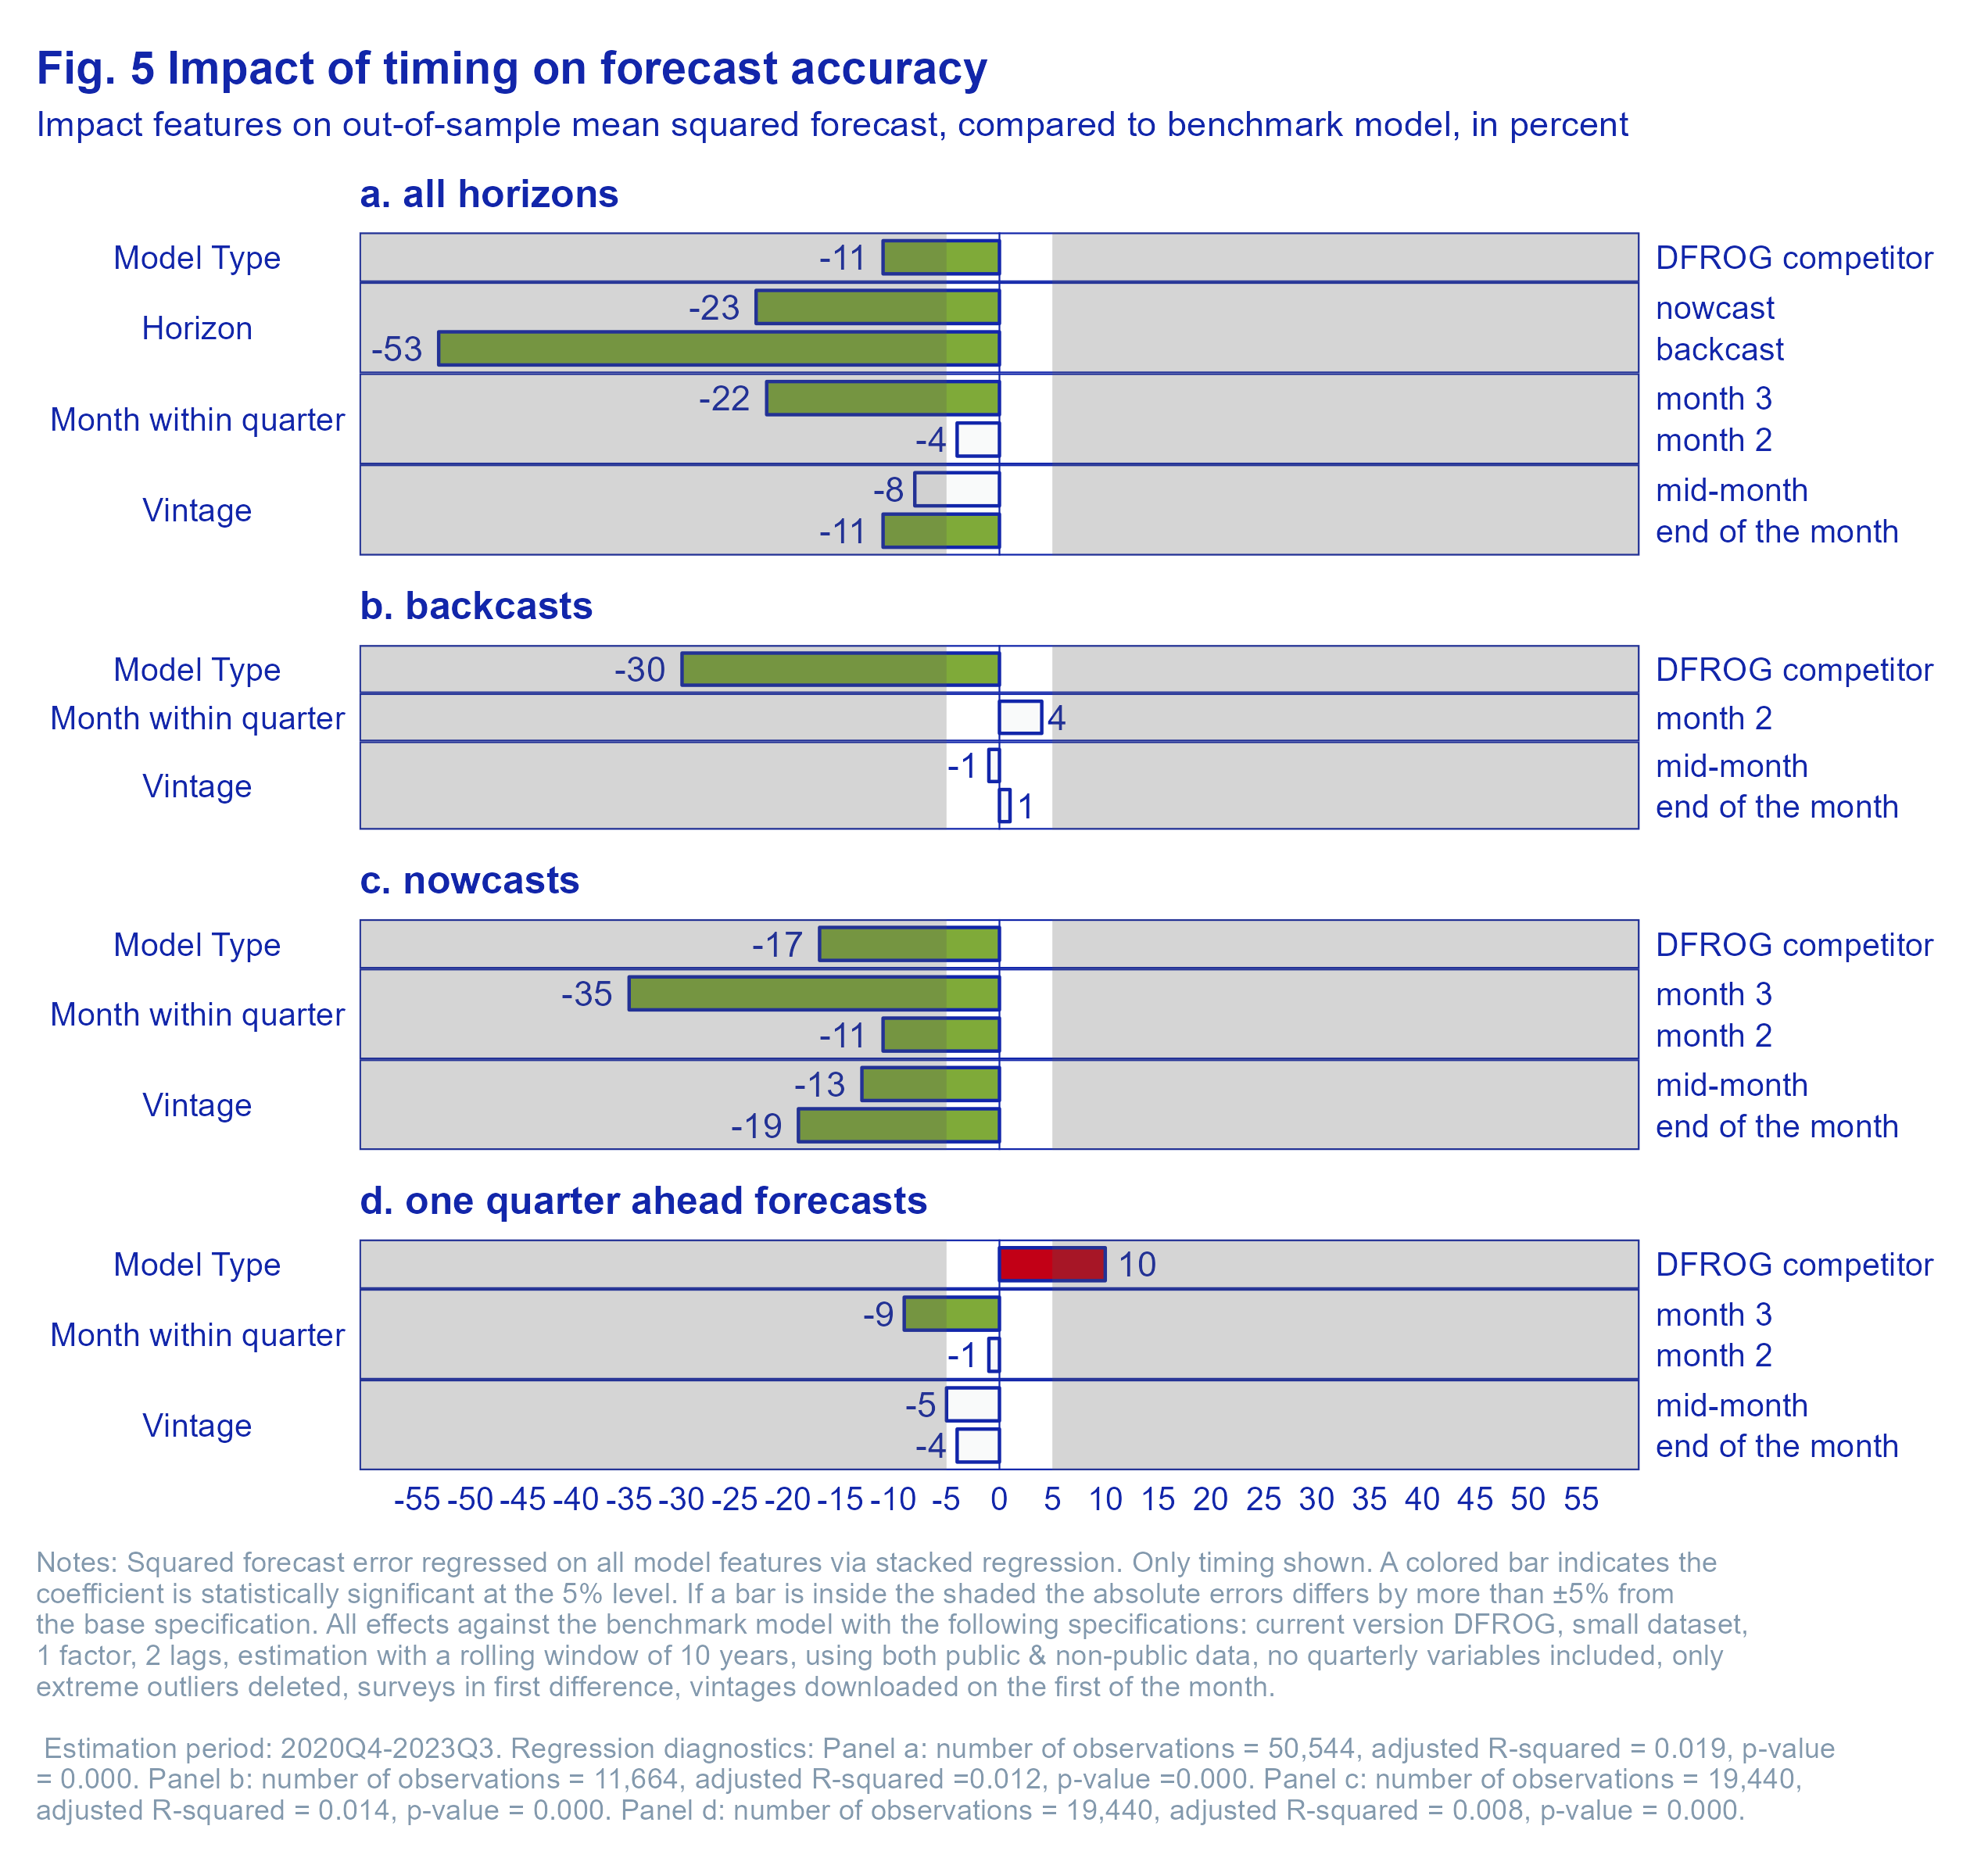 Fig. 5 Impact of timing on forecast accuracy
Impact features on out-of-sample mean squared forecast, compared to benchmark model, in percent
a. all horizons
Model Type -11 DFROG competitor
Horizon
-23 nowcast
-53 backcast
Month within quarter
-22 month 3
-4 month 2
Vintage
-8 mid-month
-11 end of the month
b. backcasts
Model Type -30 DFROG competitor
Month within quarter 4 month 2
Vintage
-1 mid-month
1 end of the month
c. nowcasts
Model Type -17 DFROG competitor
Month within quarter
-35 month 3
-11 month 2
Vintage
-13 mid-month
-19 end of the month
d. one quarter ahead forecasts
Model Type 10 DFROG competitor
Month within quarter
-9 month 3
-1 month 2
Vintage
-5 mid-month
-4 end of the month
-55 -50 -45 -40 -35 -30 -25 -20 -15 -10 -5 0 5 10 15 20 25 30 35 40 45 50 55
Notes: Squared forecast error regressed on all model features via stacked regression. Only timing shown. A colored bar indicates the
coefficient is statistically significant at the 5% level. If a bar is inside the shaded the absolute errors differs by more than ±5% from
the base specification. All effects against the benchmark model with the following specifications: current version DFROG, small dataset,
1 factor, 2 lags, estimation with a rolling window of 10 years, using both public & non-public data, no quarterly variables included, only
extreme outliers deleted, surveys in first difference, vintages downloaded on the first of the month.
Estimation period: 2020Q4-2023Q3. Regression diagnostics: Panel a: number of observations = 50,544, adjusted R-squared = 0.019, p-value
= 0.000. Panel b: number of observations = 11,664, adjusted R-squared =0.012, p-value =0.000. Panel c: number of observations = 19,440,
adjusted R-squared = 0.014, p-value = 0.000. Panel d: number of observations = 19,440, adjusted R-squared = 0.008, p-value = 0.000.